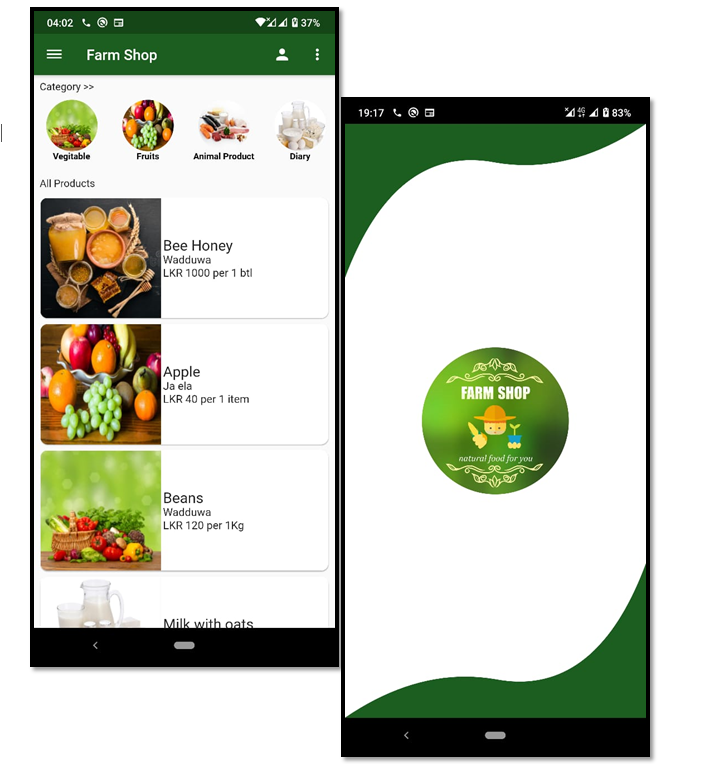 04:02
37%
Farm Shop
Category >>
Vegitable
Fruits
Animal Product
Diary
All Products
Bee Honey
Wadduwa
LKR 1000 per 1 btl
Apple
Ja ela
LKR 40 per 1 item
Beans
Wadduwa
LKR 120 per 1Kg
Milk with oats
19:17
4G
83%
FARM SHOP
natural food for you